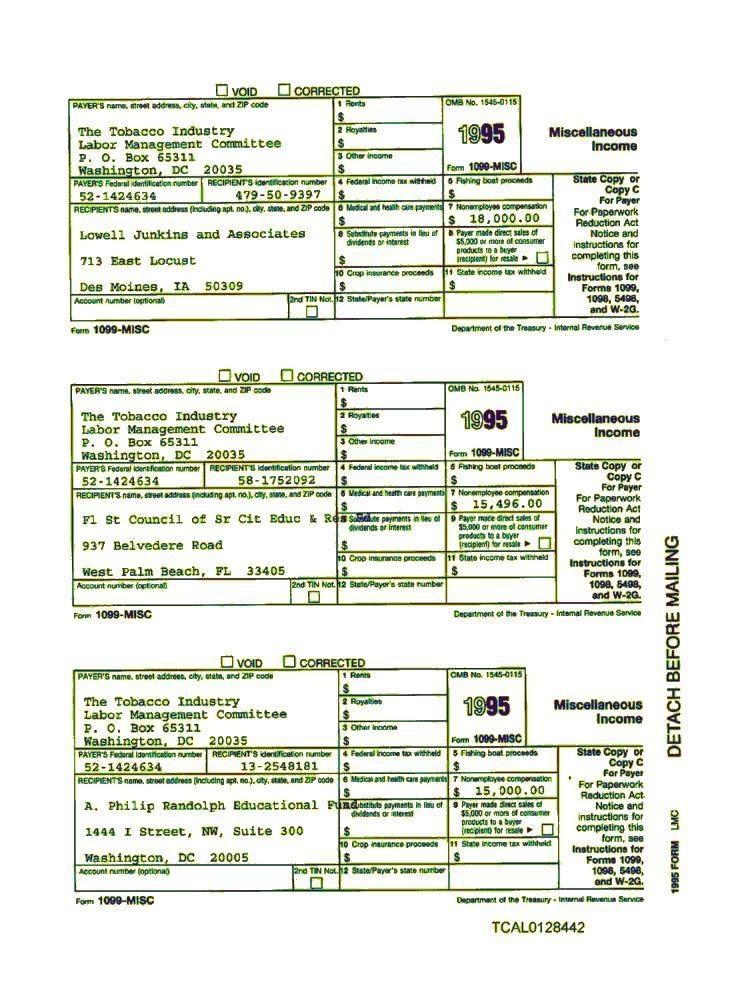 VOID CORRECTED
PAYER'S name, street address, city, state, and ZIP code
1 Rents
$
OMB No. 1545-0115
The Tobacco Industry
Labor Management Committee
P. O. Box 65311
Washington, DC 20035
2 Royalties
$
3 Other income
$
1995
Form 1099-MISC
Miscellaneous
Income
PAYER'S Federal identification number
52-1424634
RECIPIENT'S identification number
479-50-9397
4 Federal income tax withheld
$
5 Fishing boat proceeds
$
State Copy or
Copy C
For Payer
For Paperwork
Reduction Act
Notice and
instructions for
completing this
form, see
Instructions for
Forms 1099,
1098, 5498,
and W-2G.
RECIPIENT'S name, street address (including apt. no.), city, state, and ZIP code
Lowell Junkins and Associates
713 East Locust
Des Moines, IA 50309
6 Medical and health care payments
$
7 Nonemployee compensation
$ 18,000.00
8 Substitute payments in lieu of
dividends or interest
$
9 Payer made direct sales of
$5,000 or more of consumer
products to a buyer
(recipient) for resale ►
10 Crop insurance proceeds
$
11 State income tax withheld
$
Account number (optional)
2nd TIN Not.
12 State/Payer's state number
Form 1099-MISC
Department of the Treasury - Internal Revenue Service
VOID CORRECTED
PAYER'S name, street address, city, state, and ZIP code
1 Rents
$
OMB No. 1545-0115
The Tobacco Industry
Labor Management Committee
P. O. Box 65311
Washington, DC 20035
2 Royalties
$
3 Other income
$
1995
Form 1099-MISC
Miscellaneous
Income
PAYER'S Federal identification number
52-1424634
RECIPIENT'S identification number
58-1752092
4 Federal income tax withheld
$
5 Fishing boat proceeds
$
State Copy or
Copy C
For Payer
For Paperwork
Reduction Act
Notice and
instructions for
completing this
form, see
Instructions for
Forms 1099,
1098, 5498,
and W-2G.
RECIPIENT'S name, street address (including apt. no.), city, state, and ZIP code
Fl St Council of Sr Cit Educ & Res
937 Belvedere Road
West Palm Beach, FL 33405
6 Medical and health care payments
$
7 Nonemployee compensation
$ 15,496.00
8 Substitute payments in lieu of
dividends or interest
$
9 Payer made direct sales of
$5,000 or more of consumer
products to a buyer
(recipient) for resale ►
10 Crop insurance proceeds
$
11 State income tax withheld
$
Account number (optional)
2nd TIN Not.
12 State/Payer's state number
Form 1099-MISC
Department of the Treasury - Internal Revenue Service
VOID CORRECTED
PAYER'S name, street address, city, state, and ZIP code
1 Rents
$
OMB No. 1545-0115
The Tobacco Industry
Labor Management Committee
P. O. Box 65311
Washington, DC 20035
2 Royalties
$
3 Other income
$
1995
Form 1099-MISC
Miscellaneous
Income
PAYER'S Federal identification number
52-1424634
RECIPIENT'S identification number
13-2548181
4 Federal income tax withheld
$
5 Fishing boat proceeds
$
State Copy or
Copy C
For Payer
For Paperwork
Reduction Act
Notice and
instructions for
completing this
form, see
Instructions for
Forms 1099,
1098, 5498,
and W-2G.
RECIPIENT'S name, street address (including apt. no.), city, state, and ZIP code
A. Philip Randolph Educational Fund
1444 I Street, NW, Suite 300
Washington, DC 20005
6 Medical and health care payments
$
7 Nonemployee compensation
$ 15,000.00
8 Substitute payments in lieu of
dividends or interest
$
9 Payer made direct sales of
$5,000 or more of consumer
products to a buyer
(recipient) for resale ►
10 Crop insurance proceeds
$
11 State income tax withheld
$
Account number (optional)
2nd TIN Not.
12 State/Payer's state number
Form 1099-MISC
Department of the Treasury - Internal Revenue Service
DETACH BEFORE MAILING
1995 FORM LMC
TCAL0128442